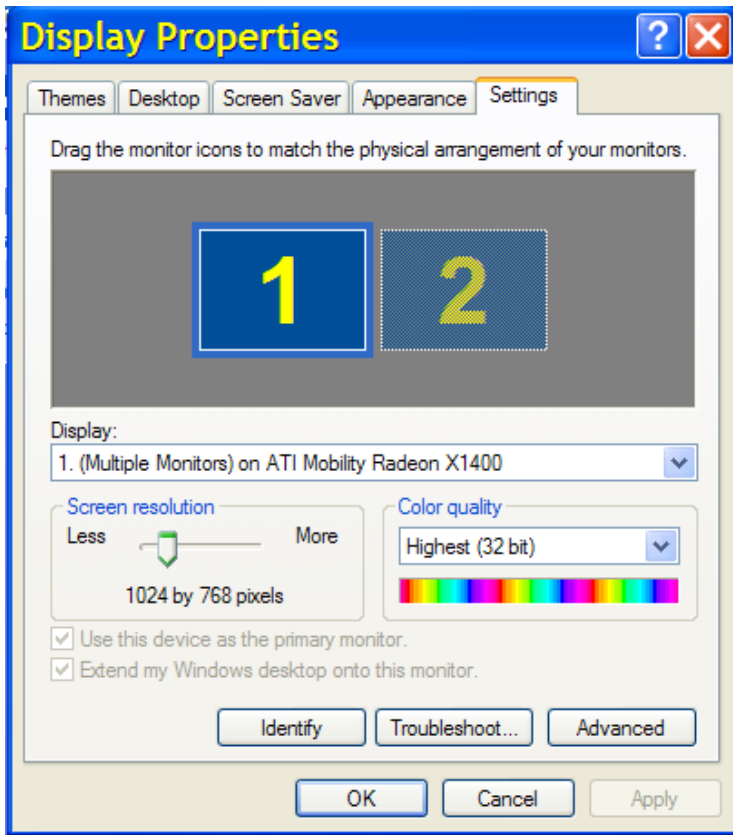 Display Properties
?
Themes Desktop Screen Saver Appearance Settings
Drag the monitor icons to match the physical arrangement of your monitors.
1 2
Display:
1. (Multiple Monitors) on ATI Mobility Radeon X1400
Screen resolution
Less More
1024 by 768 pixels
Color quality
Highest (32 bit)
Use this device as the primary monitor.
Extend my Windows desktop onto this monitor.
Identify Troubleshoot... Advanced
OK Cancel Apply